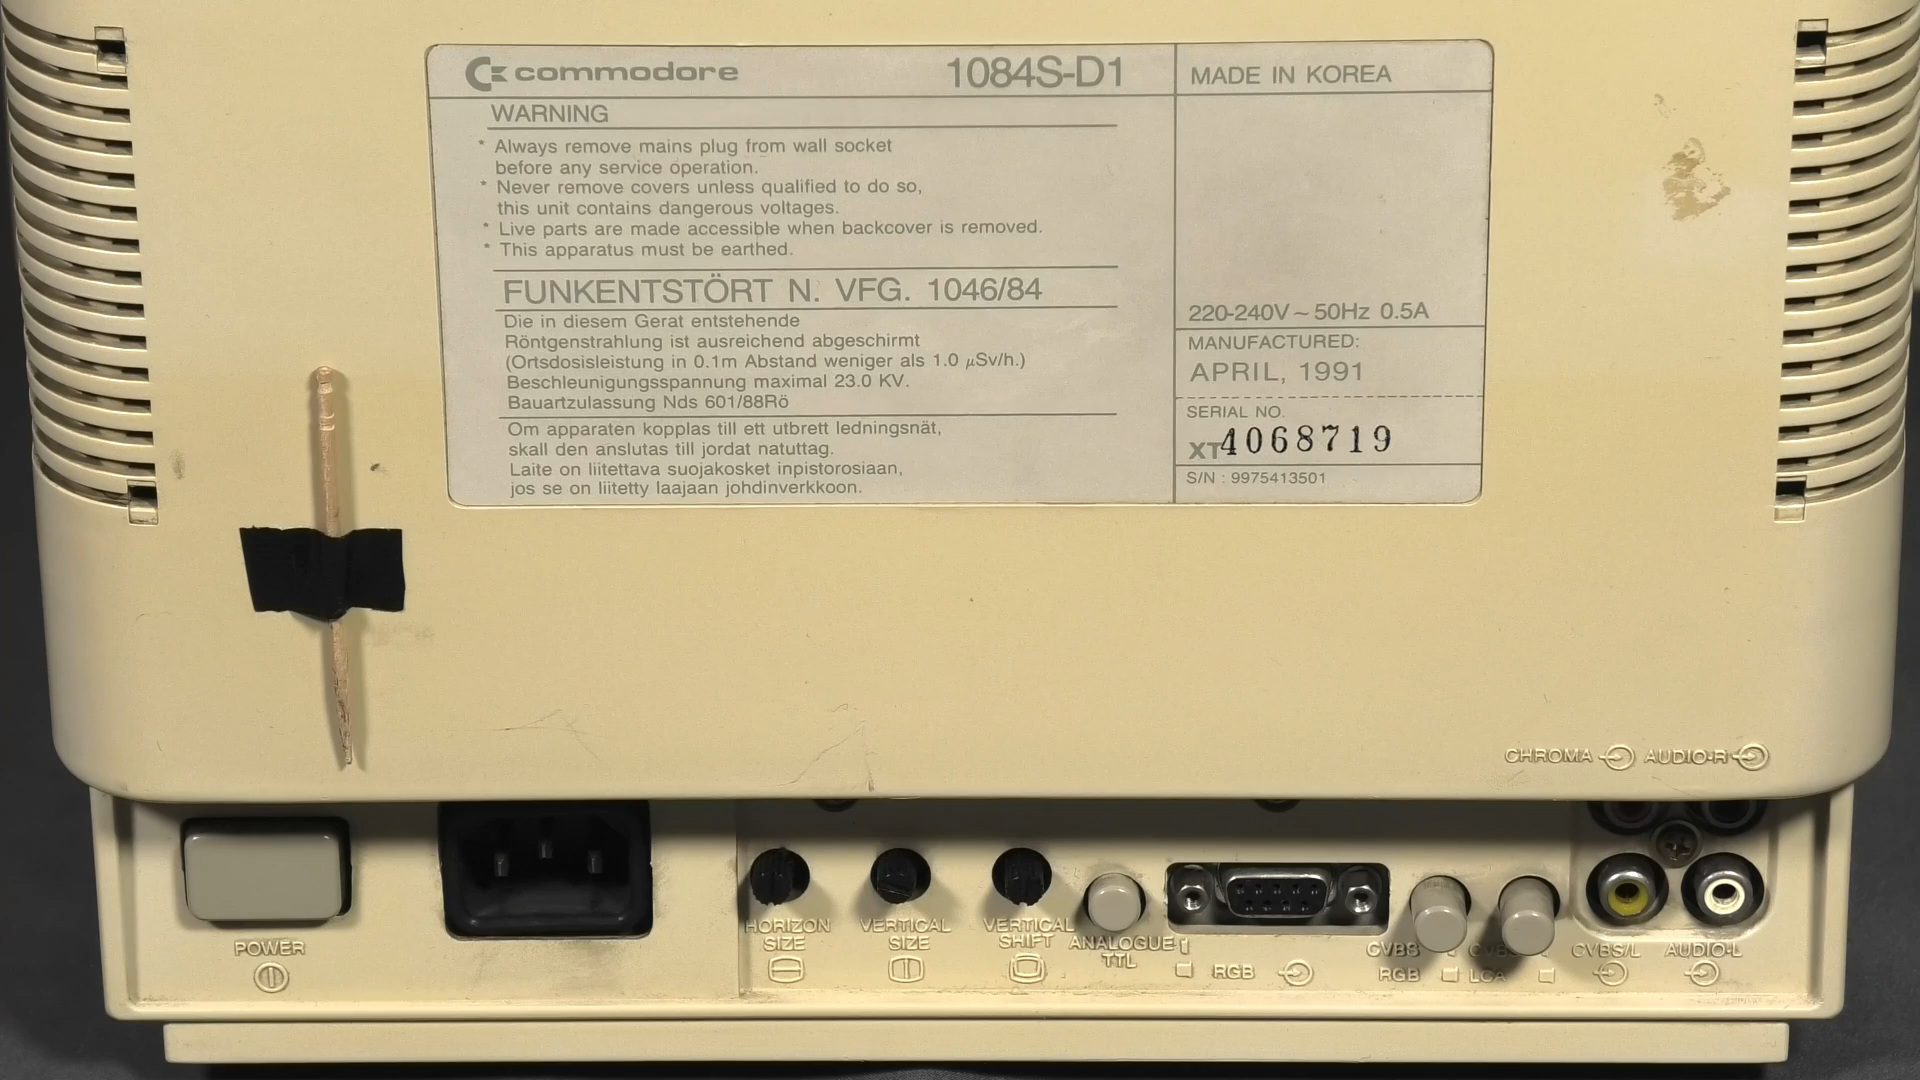 commodore 1084S-D1 MADE IN KOREA
WARNING
* Always remove mains plug from wall socket
before any service operation.
* Never remove covers unless qualified to do so,
this unit contains dangerous voltages.
* Live parts are made accessible when backcover is removed.
* This apparatus must be earthed.
FUNKENTSTÖRT N. VFG. 1046/84
Die in diesem Gerat entstehende
Röntgenstrahlung ist ausreichend abgeschirmt
(Ortsdosisleistung in 0.1m Abstand weniger als 1.0 µSv/h.)
Beschleunigungsspannung maximal 23.0 KV.
Bauartzulassung Nds 601/88Rö
Om apparaten kopplas till ett utbrett ledningsnät,
skall den anslutas till jordat natuttag.
Laite on liitettava suojakosket inpistorosiaan,
jos se on liitetty laajaan johdinverkkoon.
220-240V ~ 50Hz 0.5A
MANUFACTURED:
APRIL, 1991
SERIAL NO.
XT4068719
S/N : 9975413501
CHROMA AUDIO-R
POWER
HORIZON
SIZE
VERTICAL
SIZE
VERTICAL
SHIFT
ANALOGUE
TTL
RGB
CVBS
RGB
CVBS
LCA
CVBS/L
AUDIO-L